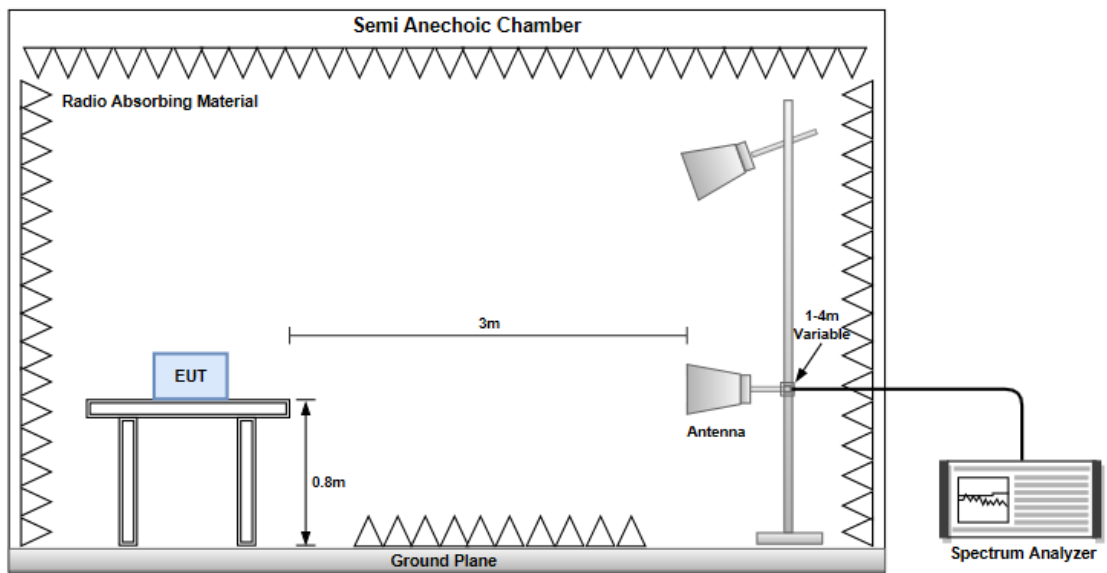 Semi Anechoic Chamber
Radio Absorbing Material
3m
1-4m
Variable
EUT
Antenna
0.8m
Ground Plane
Spectrum Analyzer